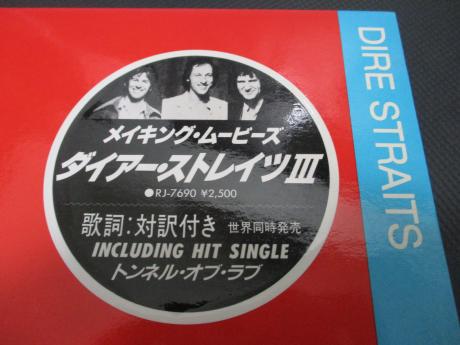 メイキング・ムービーズ
ダイアー・ストレイツIII
●RJ-7690 ¥2,500
歌詞:対訳付き 世界同時発売
INCLUDING HIT SINGLE
トンネル・オブ・ラブ
DIRE STRAITS